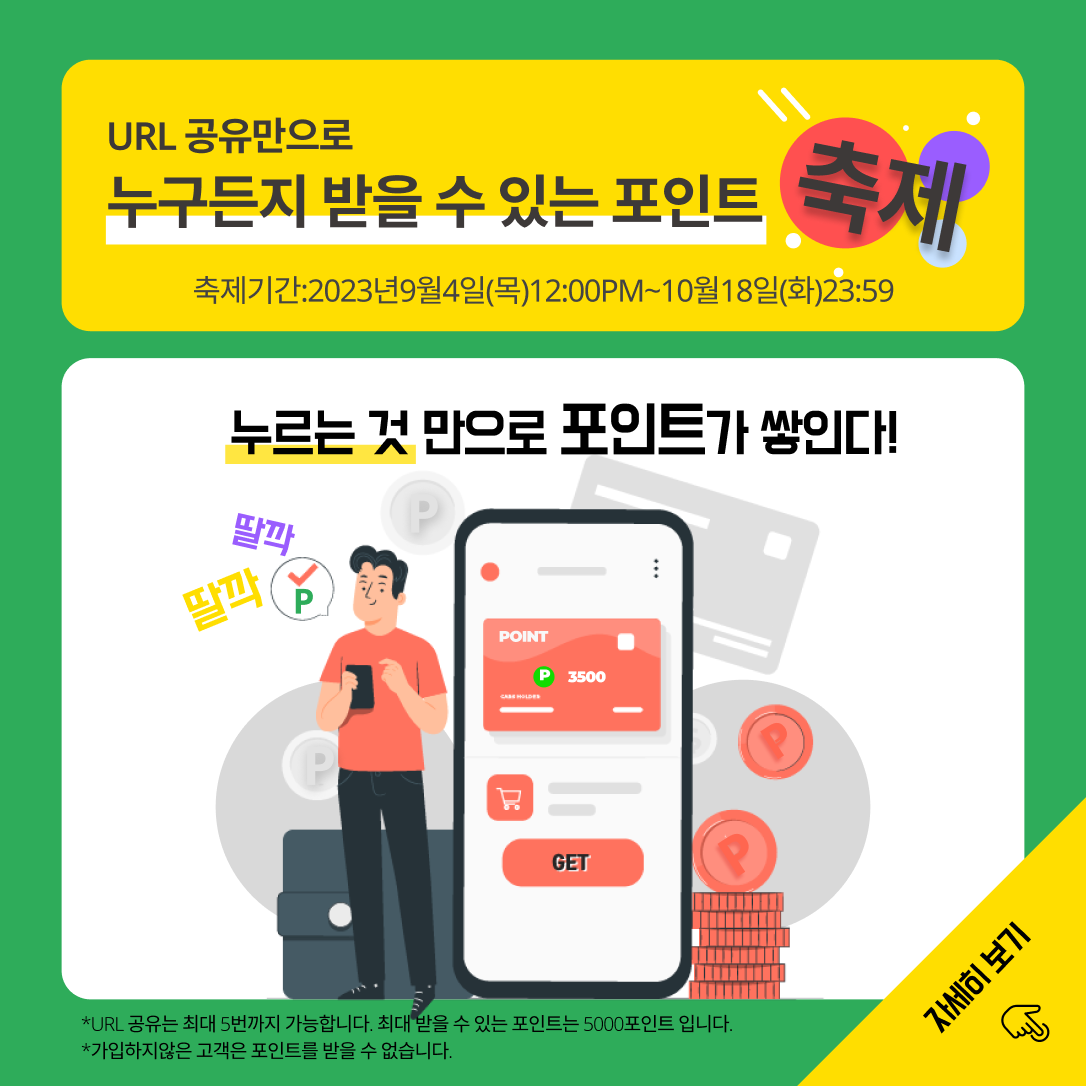 URL 공유만으로
누구든지 받을 수 있는 포인트 축제
축제기간:2023년9월4일(목)12:00PM~10월18일(화)23:59
누르는 것 만으로 포인트가 쌓인다!
딸깍
딸깍
P
P
POINT
P 3500
CARE HOLDER
P
P
P
GET
자세히 보기
*URL 공유는 최대 5번까지 가능합니다. 최대 받을 수 있는 포인트는 5000포인트 입니다.
*가입하지않은 고객은 포인트를 받을 수 없습니다.